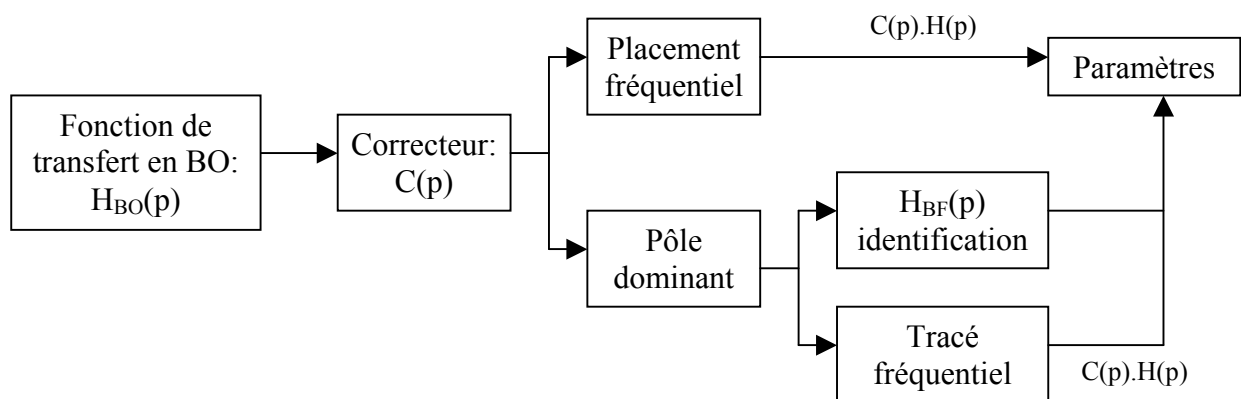 Fonction de
transfert en BO:
H_BO(p)
Correcteur:
C(p)
Placement
fréquentiel
C(p).H(p)
Paramètres
Pôle
dominant
H_BF(p)
identification
Tracé
fréquentiel
C(p).H(p)